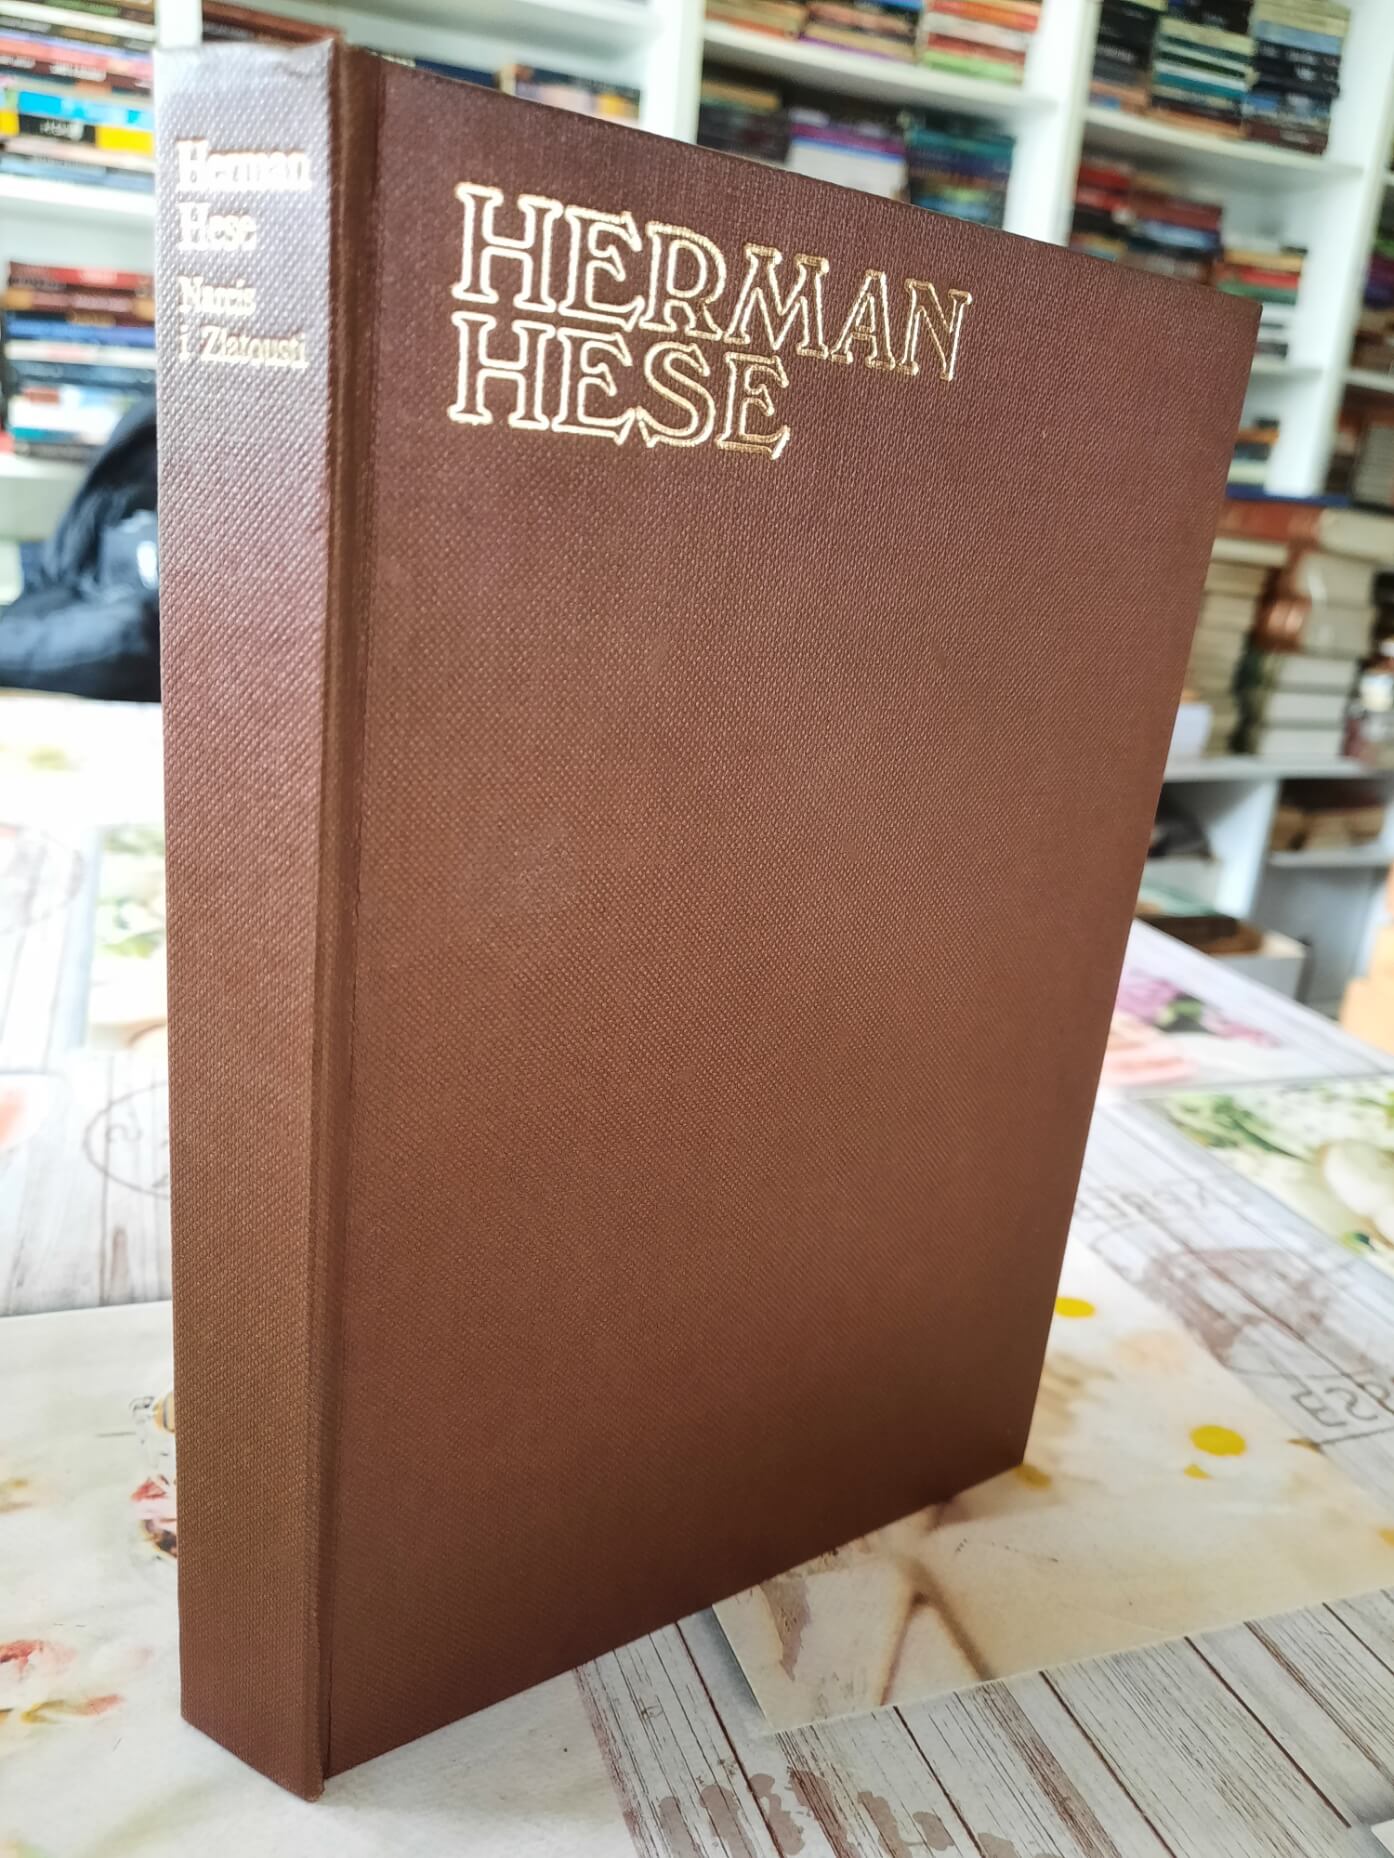 Herman
Hese
Narcis
i Zlatousti
HERMAN
HESE